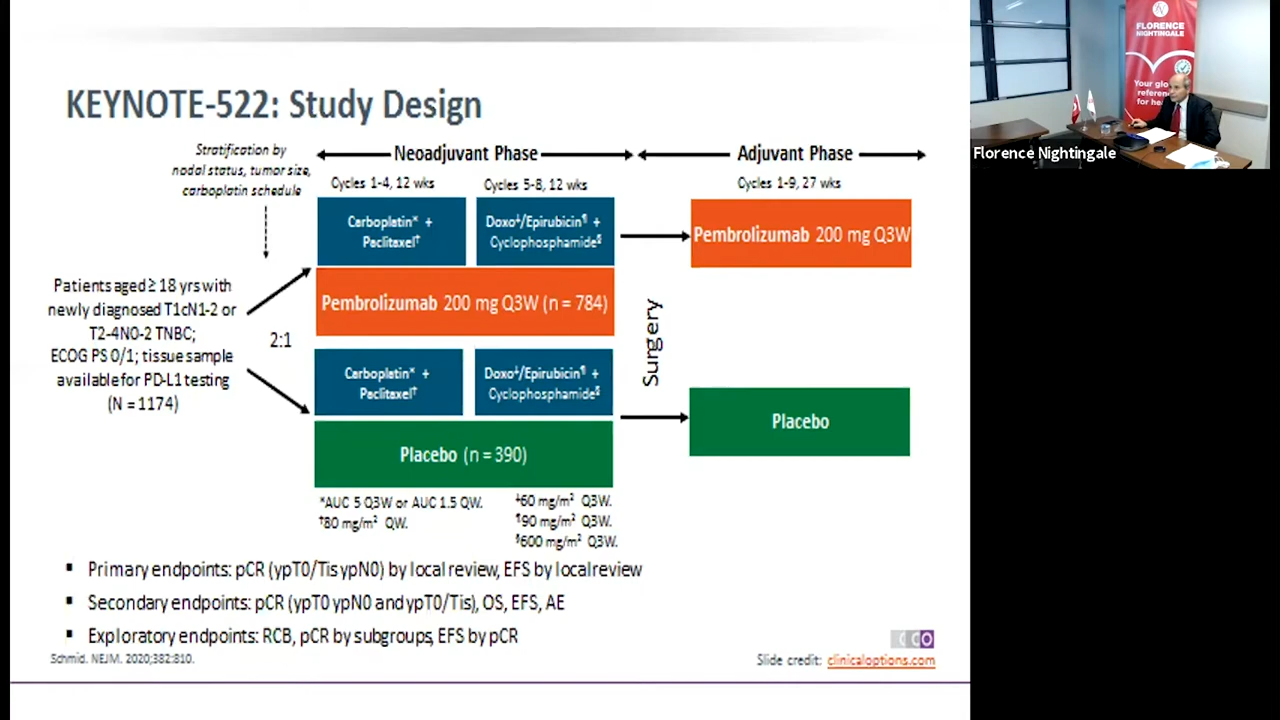 KEYNOTE-522: Study Design
Stratification by
nodal status, tumor size,
carboplatin schedule
Neoadjuvant Phase
Adjuvant Phase
Cycles 1-4, 12 wks
Cycles 5-8, 12 wks
Cycles 1-9, 27 wks
Carboplatin* +
Paclitaxel†
Doxo‡/Epirubicin¶ +
Cyclophosphamide§
Pembrolizumab 200 mg Q3W
Pembrolizumab 200 mg Q3W (n = 784)
Patients aged ≥ 18 yrs with
newly diagnosed T1cN1-2 or
T2-4N0-2 TNBC;
ECOG PS 0/1; tissue sample
available for PD-L1 testing
(N = 1174)
2:1
Surgery
Carboplatin* +
Paclitaxel†
Doxo‡/Epirubicin¶ +
Cyclophosphamide§
Placebo
Placebo (n = 390)
*AUC 5 Q3W or AUC 1.5 QW.
†80 mg/m² QW.
‡60 mg/m² Q3W.
¶90 mg/m² Q3W.
§600 mg/m² Q3W.
▪ Primary endpoints: pCR (ypT0/Tis ypN0) by local review, EFS by local review
▪ Secondary endpoints: pCR (ypT0 ypN0 and ypT0/Tis), OS, EFS, AE
▪ Exploratory endpoints: RCB, pCR by subgroups, EFS by pCR
Schmid. NEJM. 2020;382:810.
CCO
Slide credit: clinicaloptions.com
FLORENCE
NIGHTINGALE
Your
for
Florence Nightingale